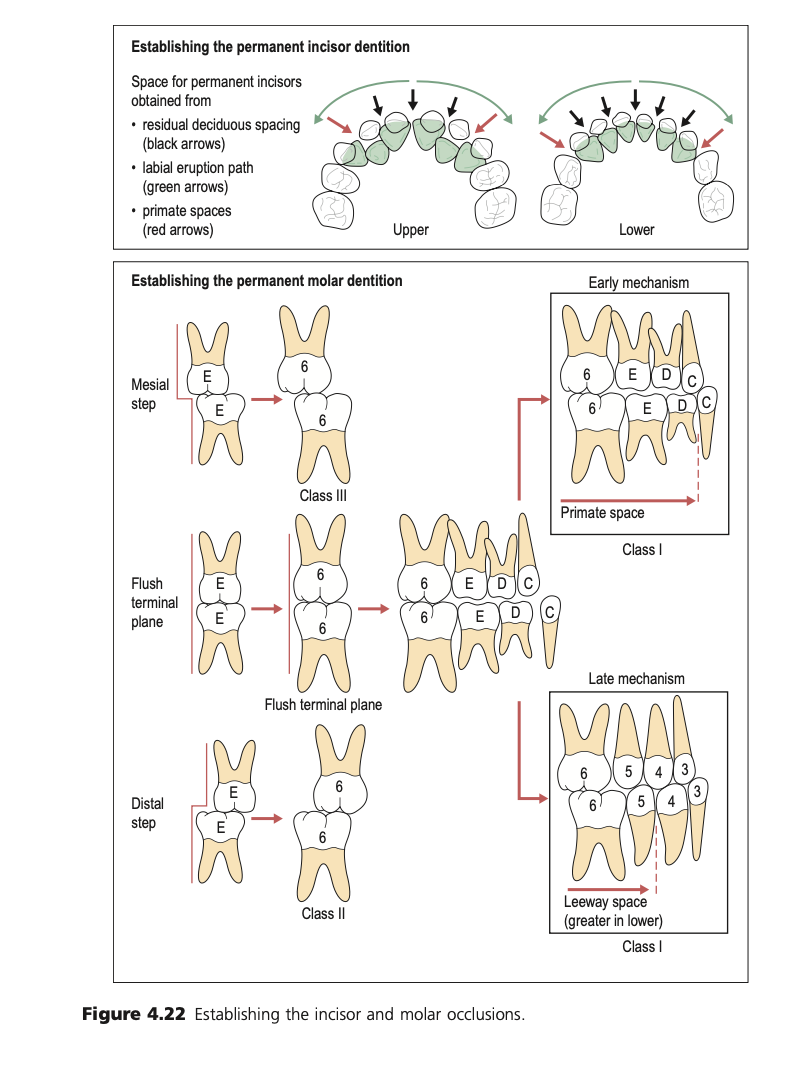 Establishing the permanent incisor dentition
Space for permanent incisors
obtained from
• residual deciduous spacing
(black arrows)
• labial eruption path
(green arrows)
• primate spaces
(red arrows)
Upper
Lower
Establishing the permanent molar dentition
Early mechanism
Mesial
step
E
E
6
6
Class III
6 E D C
6 E D C
Primate space
Class I
Flush
terminal
plane
E
E
6
6
Flush terminal plane
6 E D C
6 E D C
Late mechanism
Distal
step
E
E
6
6
Class II
6 5 4 3
6 5 4 3
Leeway space
(greater in lower)
Class I
Figure 4.22 Establishing the incisor and molar occlusions.